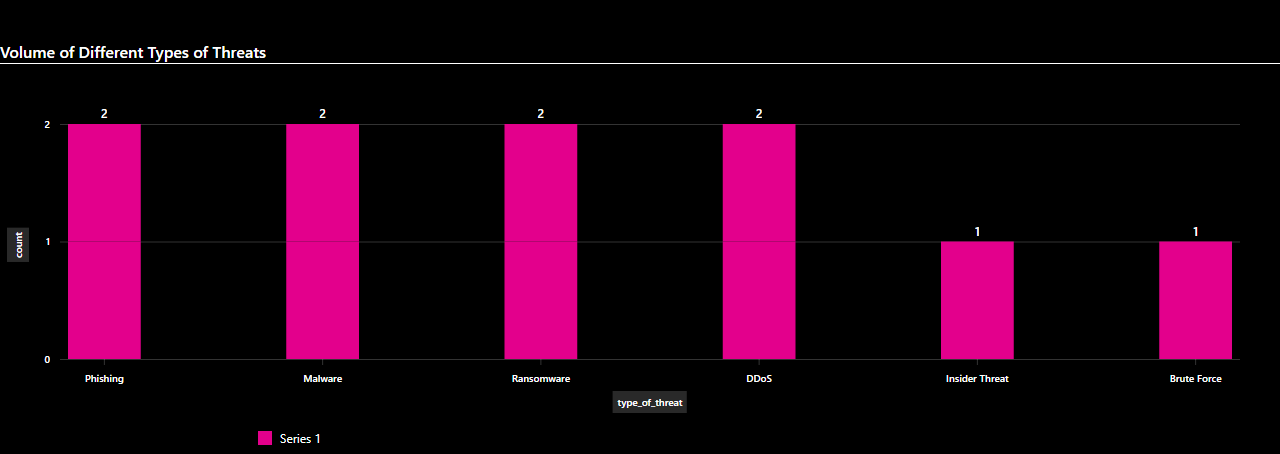 Volume of Different Types of Threats
2 2 2 2 1 1
2
1
0
count
Phishing Malware Ransomware DDoS Insider Threat Brute Force
type_of_threat
Series 1